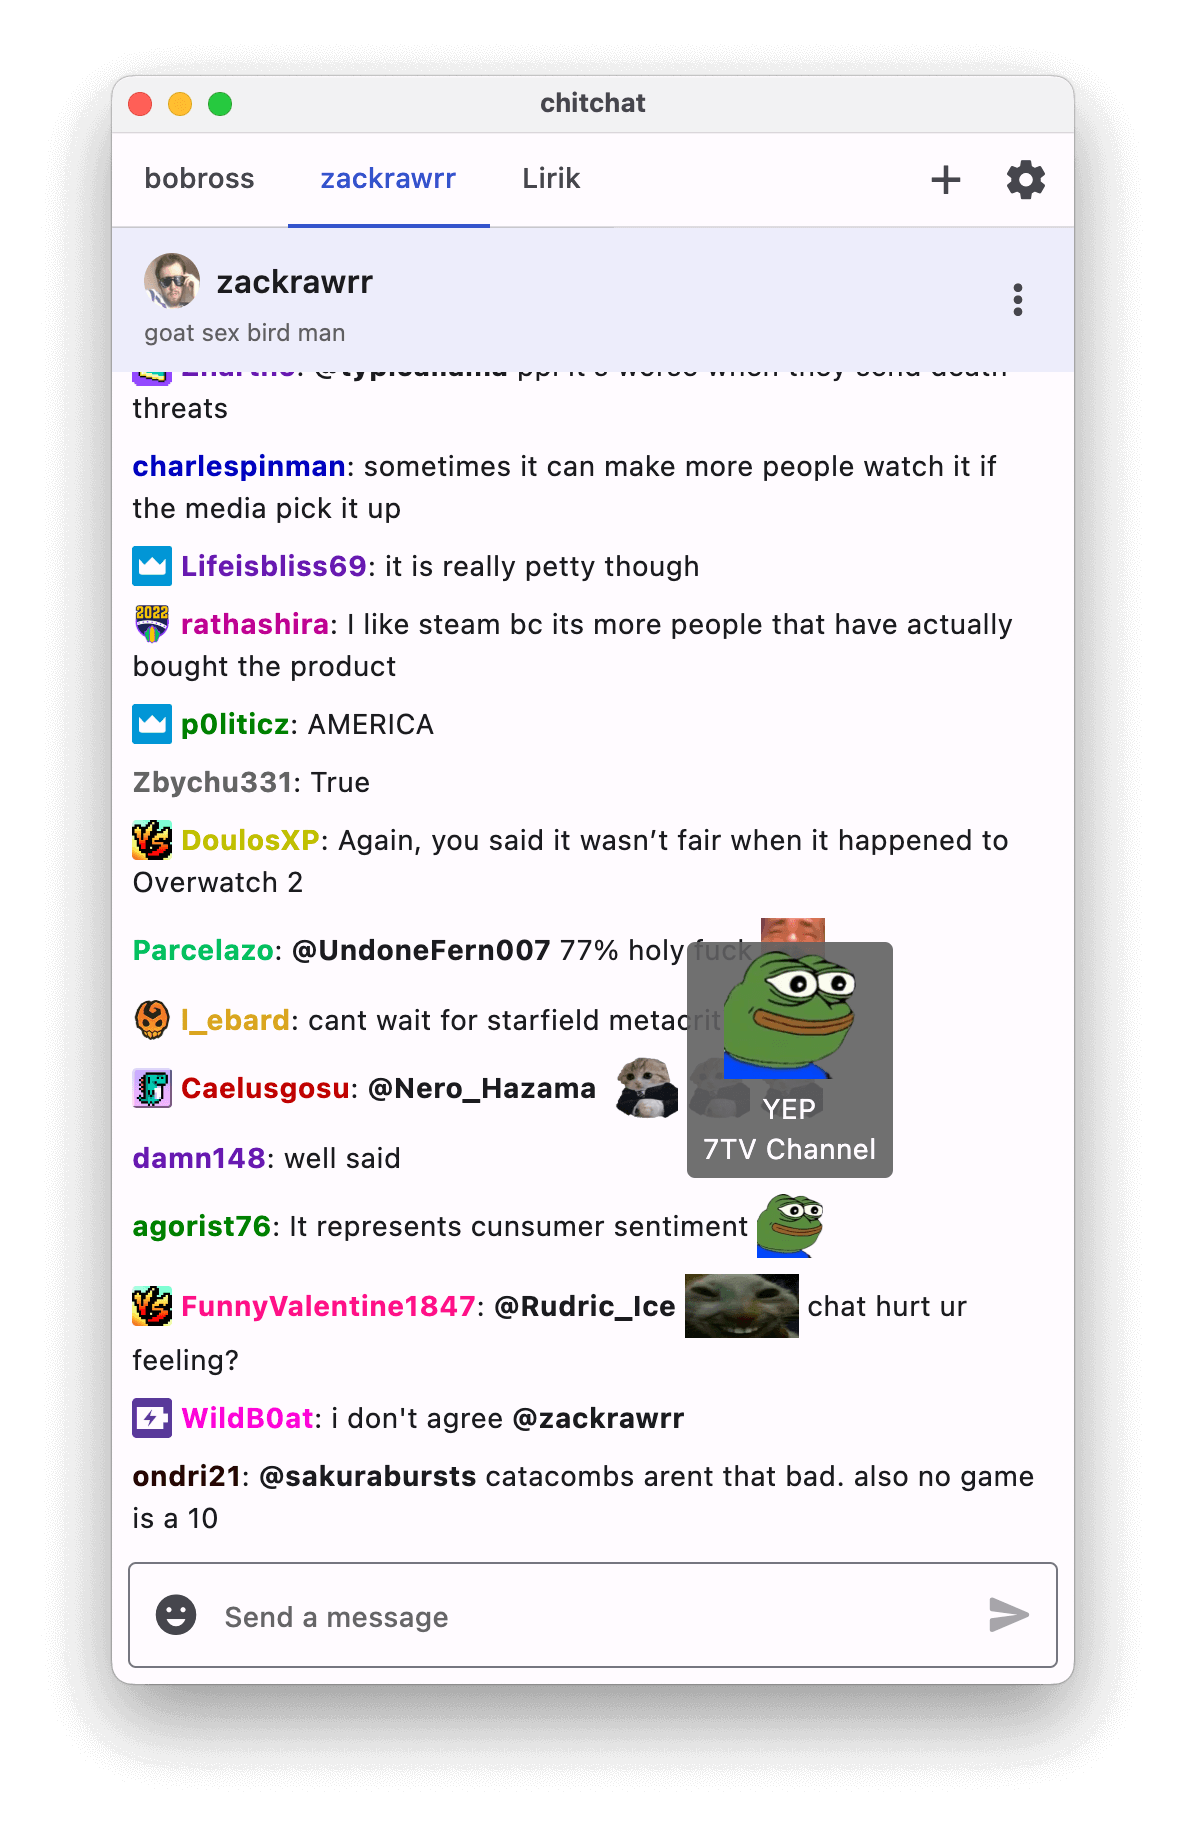 chitchat
bobross zackrawrr Lirik
zackrawrr
goat sex bird man
threats
charlespinman: sometimes it can make more people watch it if
the media pick it up
Lifeisbliss69: it is really petty though
2022 rathashira: I like steam bc its more people that have actually
bought the product
p0liticz: AMERICA
Zbychu331: True
VS DoulosXP: Again, you said it wasn’t fair when it happened to
Overwatch 2
Parcelazo: @UndoneFern007 77% holy fuck
l_ebard: cant wait for starfield metacrit
Caelusgosu: @Nero_Hazama
YEP
7TV Channel
damn148: well said
agorist76: It represents cunsumer sentiment
VS FunnyValentine1847: @Rudric_Ice chat hurt ur
feeling?
WildB0at: i don't agree @zackrawrr
ondri21: @sakurabursts catacombs arent that bad. also no game
is a 10
Send a message